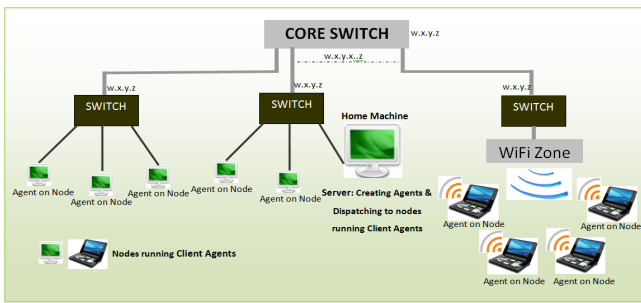 CORE SWITCH
w.x.y.z
w.x.y.x..z
w.x.y.z
w.x.y.z
w.x.y.z
SWITCH
SWITCH
SWITCH
Home Machine
WiFi Zone
Agent on Node
Agent on Node
Agent on Node
Agent on Node
Agent on Node
Server: Creating Agents &
Dispatching to nodes
running Client Agents
Agent on Node
Agent on Node
Agent on Node
Agent on Node
Nodes running Client Agents